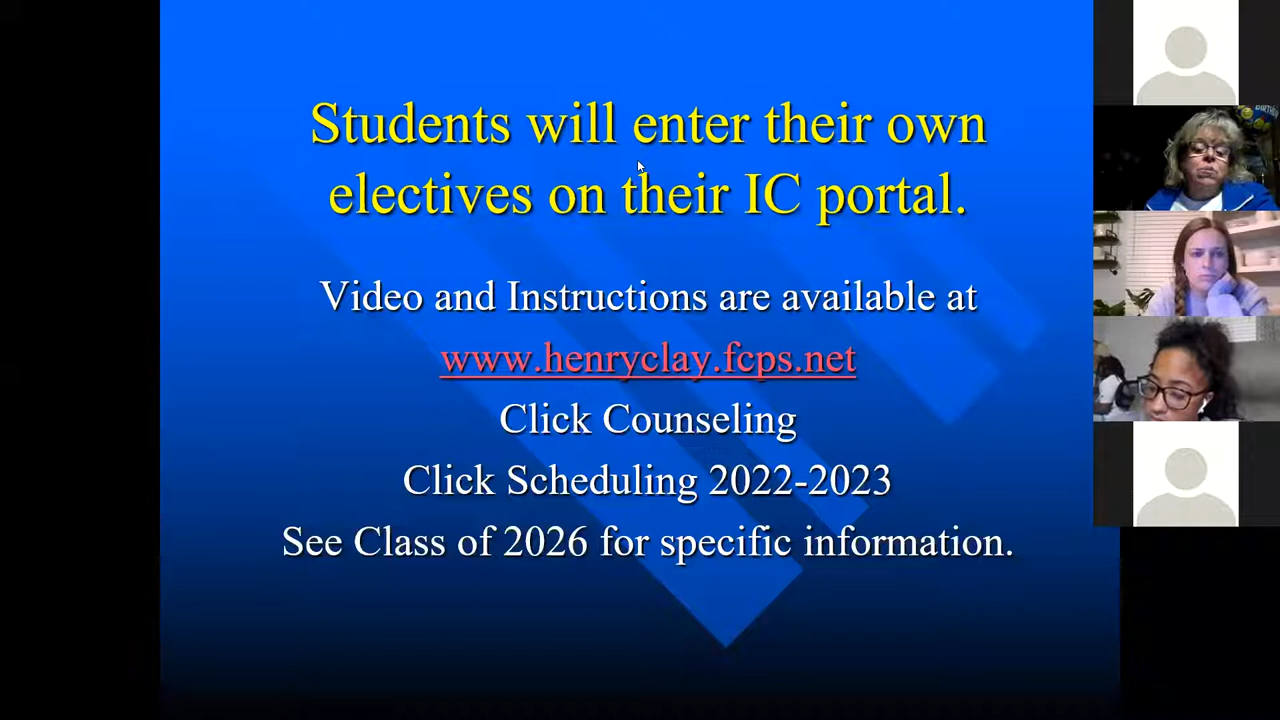 Students will enter their own
electives on their IC portal.
Video and Instructions are available at
www.henryclay.fcps.net
Click Counseling
Click Scheduling 2022-2023
See Class of 2026 for specific information.